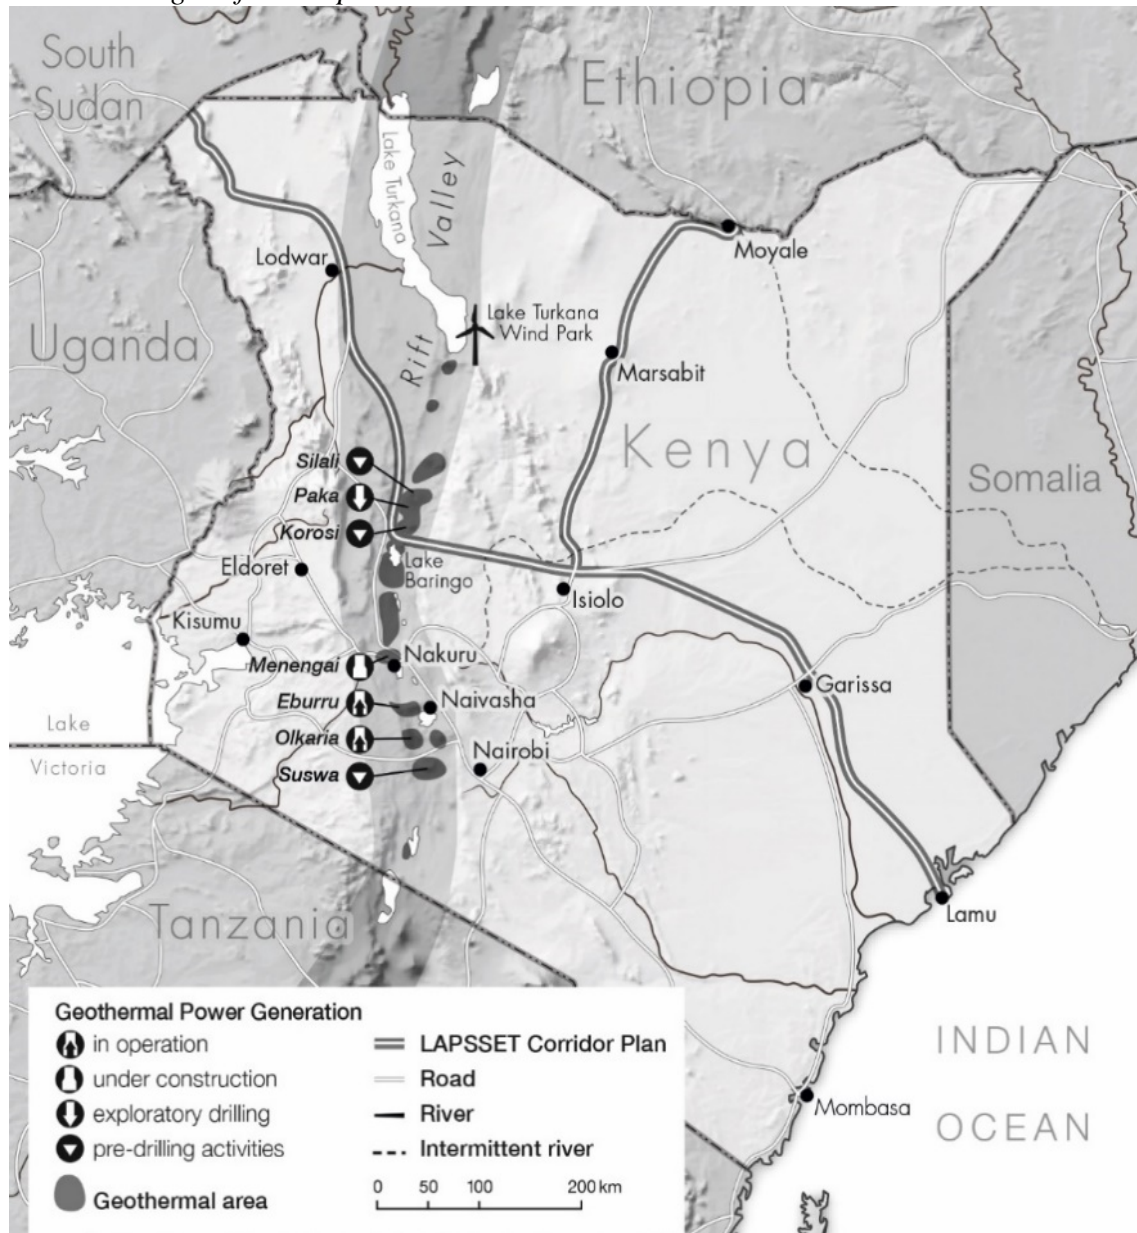 South
Sudan
Ethiopia
Lake Turkana
Valley
Rift
Moyale
Lodwar
Lake Turkana
Wind Park
Uganda
Marsabit
Kenya
Somalia
Silali
Paka
Korosi
Lake
Baringo
Eldoret
Isiolo
Kisumu
Nakuru
Menengai
Garissa
Eburru
Naivasha
Lake
Victoria
Olkaria
Nairobi
Suswa
Tanzania
Lamu
INDIAN
OCEAN
Mombasa
Geothermal Power Generation
in operation
under construction
exploratory drilling
pre-drilling activities
Geothermal area
LAPSSET Corridor Plan
Road
River
Intermittent river
0 50 100 200 km